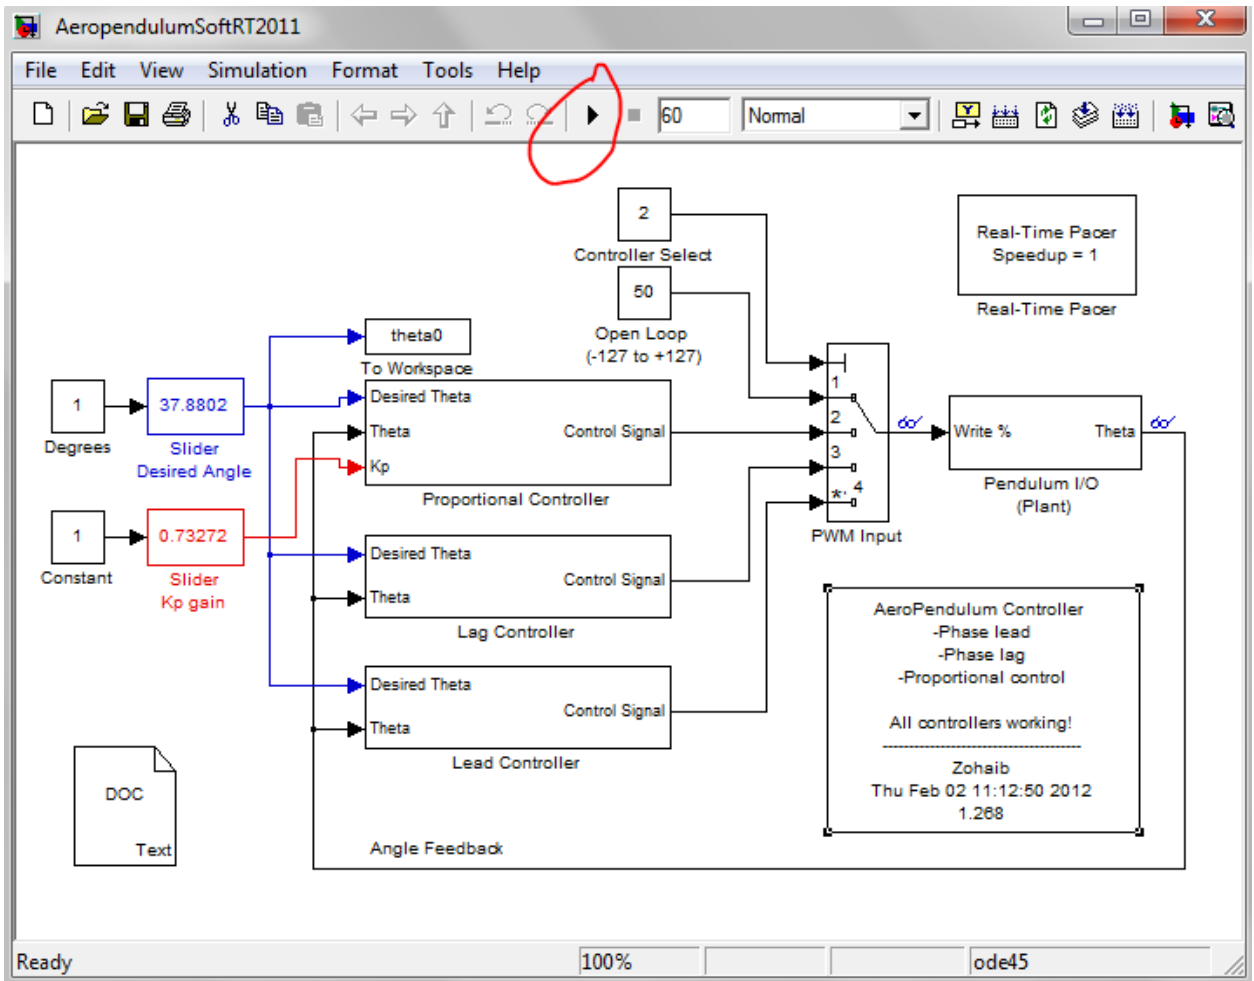 AeropendulumSoftRT2011
File Edit View Simulation Format Tools Help
60
Normal
2
Controller Select
50
Open Loop
(-127 to +127)
Real-Time Pacer
Speedup = 1
Real-Time Pacer
theta0
To Workspace
1
Degrees
37.8802
Slider
Desired Angle
Desired Theta
Theta
Kp
Control Signal
Proportional Controller
1
Constant
0.73272
Slider
Kp gain
Desired Theta
Theta
Control Signal
Lag Controller
Desired Theta
Theta
Control Signal
Lead Controller
1
2
3
*, 4
PWM Input
Write %
Theta
Pendulum I/O
(Plant)
AeroPendulum Controller
-Phase lead
-Phase lag
-Proportional control
All controllers working!
--------------------------------------
Zohaib
Thu Feb 02 11:12:50 2012
1.268
DOC
Text
Angle Feedback
Ready
100%
ode45